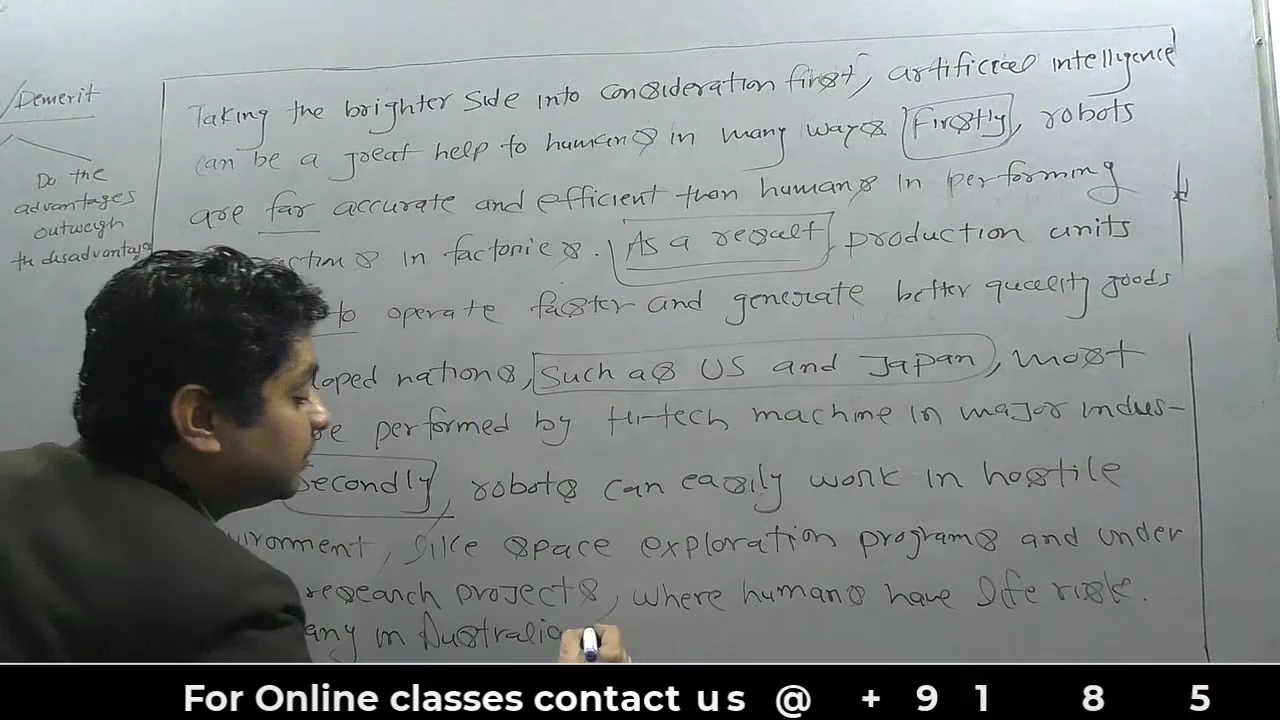 /Demerit
Do the
advantages
outweigh
the disadvantage
Taking the brighter side into consideration first, artificial intelligence
can be a great help to humans in many ways. Firstly, robots
are far accurate and efficient than humans in performing
in factories. As a result, production units
to operate faster and generate better quality goods
nations, such as US and Japan, most
performed by Hi-tech machine in major indus-
Secondly, robots can easily work in hostile
like space exploration programs and under
research projects, where humans have life risk.
in Australia
For Online classes contact us @ + 9 1 8 5